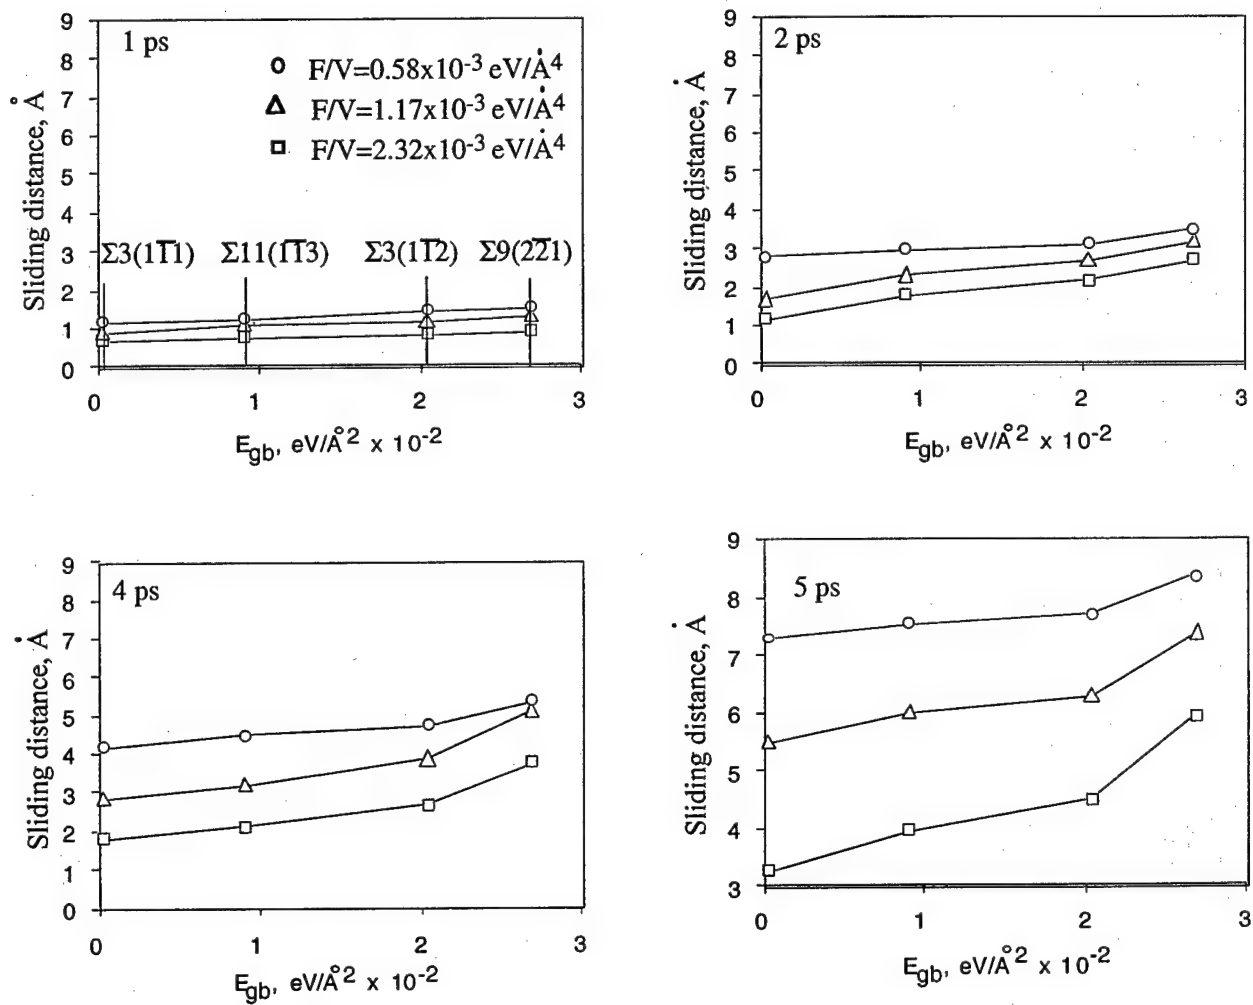 9
8
7
6
5
4
3
2
1
0
Sliding distance, Å
1 ps
F/V=0.58x10⁻³ eV/Ȧ⁴
F/V=1.17x10⁻³ eV/Ȧ⁴
F/V=2.32x10⁻³ eV/Ȧ⁴
Σ3(11̅1) Σ11(11̅3) Σ3(11̅2) Σ9(22̅1)
0 1 2 3
E_gb, eV/Å² x 10⁻²
9
8
7
6
5
4
3
2
1
0
Sliding distance, Ȧ
2 ps
0 1 2 3
E_gb, eV/Å² x 10⁻²
9
8
7
6
5
4
3
2
1
0
Sliding distance, Ȧ
4 ps
0 1 2 3
E_gb, eV/Å² x 10⁻²
9
8
7
6
5
4
3
Sliding distance, Ȧ
5 ps
0 1 2 3
E_gb, eV/Å² x 10⁻²